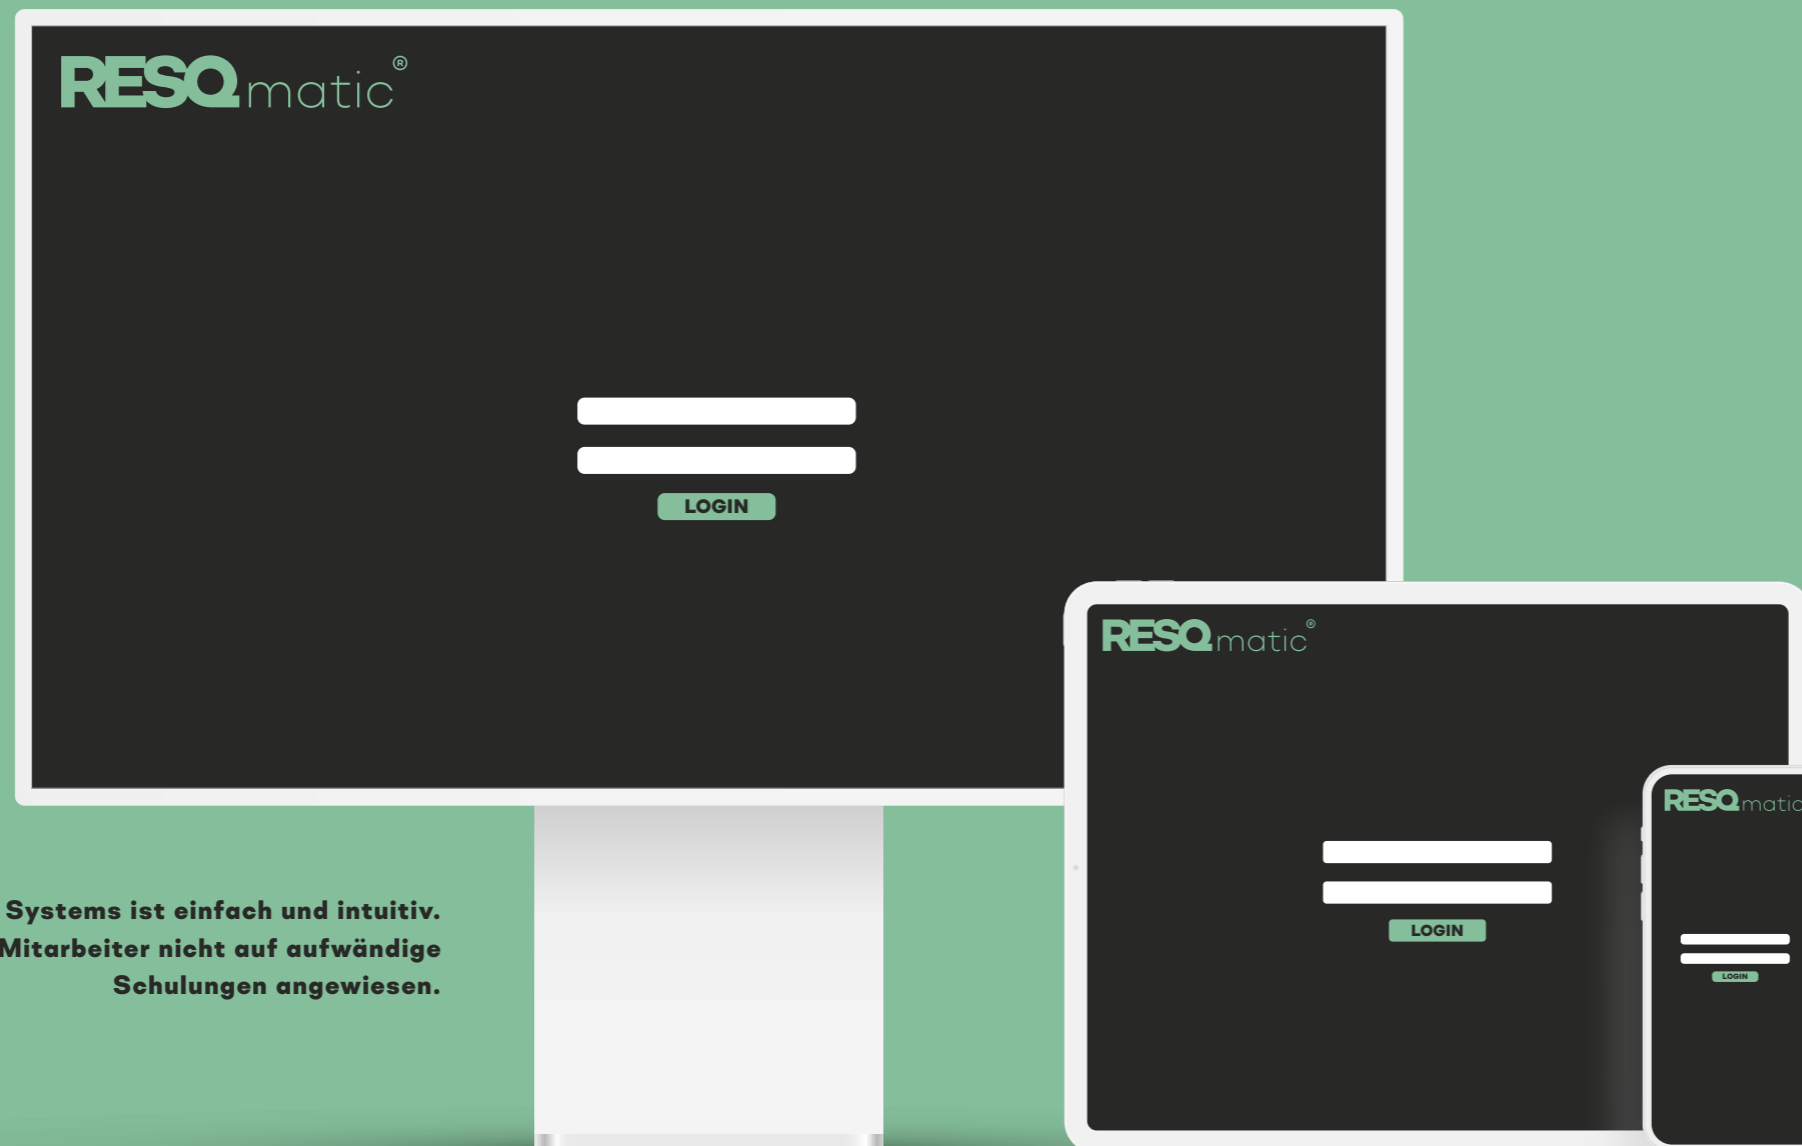 RESQmatic®
LOGIN
RESQmatic®
LOGIN
RESQmatic
LOGIN
Systems ist einfach und intuitiv.
Mitarbeiter nicht auf aufwändige
Schulungen angewiesen.